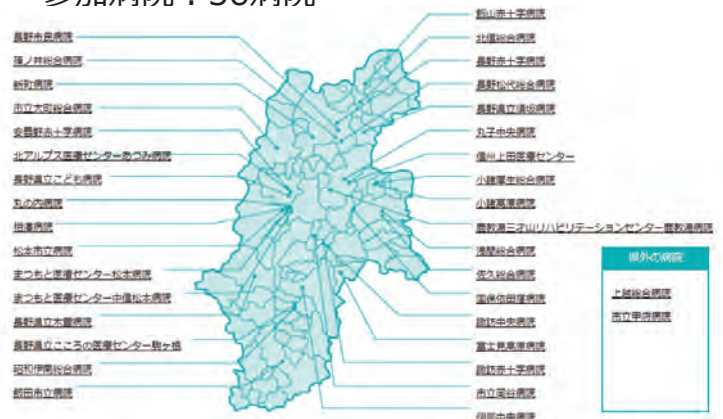 参加病院：36病院
長野市民病院
篠ノ井総合病院
新町病院
市立大町総合病院
安曇野赤十字病院
北アルプス医療センターあづみ病院
長野県立こども病院
丸の内病院
相澤病院
松本市立病院
まつもと医療センター松本病院
まつもと医療センター中信松本病院
長野県立木曽病院
長野県立こころの医療センター駒ヶ根
昭和伊南総合病院
飯田市立病院
飯山赤十字病院
北信総合病院
長野赤十字病院
長野松代総合病院
長野県立須坂病院
丸子中央病院
信州上田医療センター
小諸厚生総合病院
小諸高原病院
鹿教湯三才山リハビリテーションセンター鹿教湯病院
浅間総合病院
佐久総合病院
国保依田窪病院
諏訪中央病院
富士見高原病院
諏訪赤十字病院
市立岡谷病院
伊那中央病院
県外の病院
上越総合病院
市立甲府病院